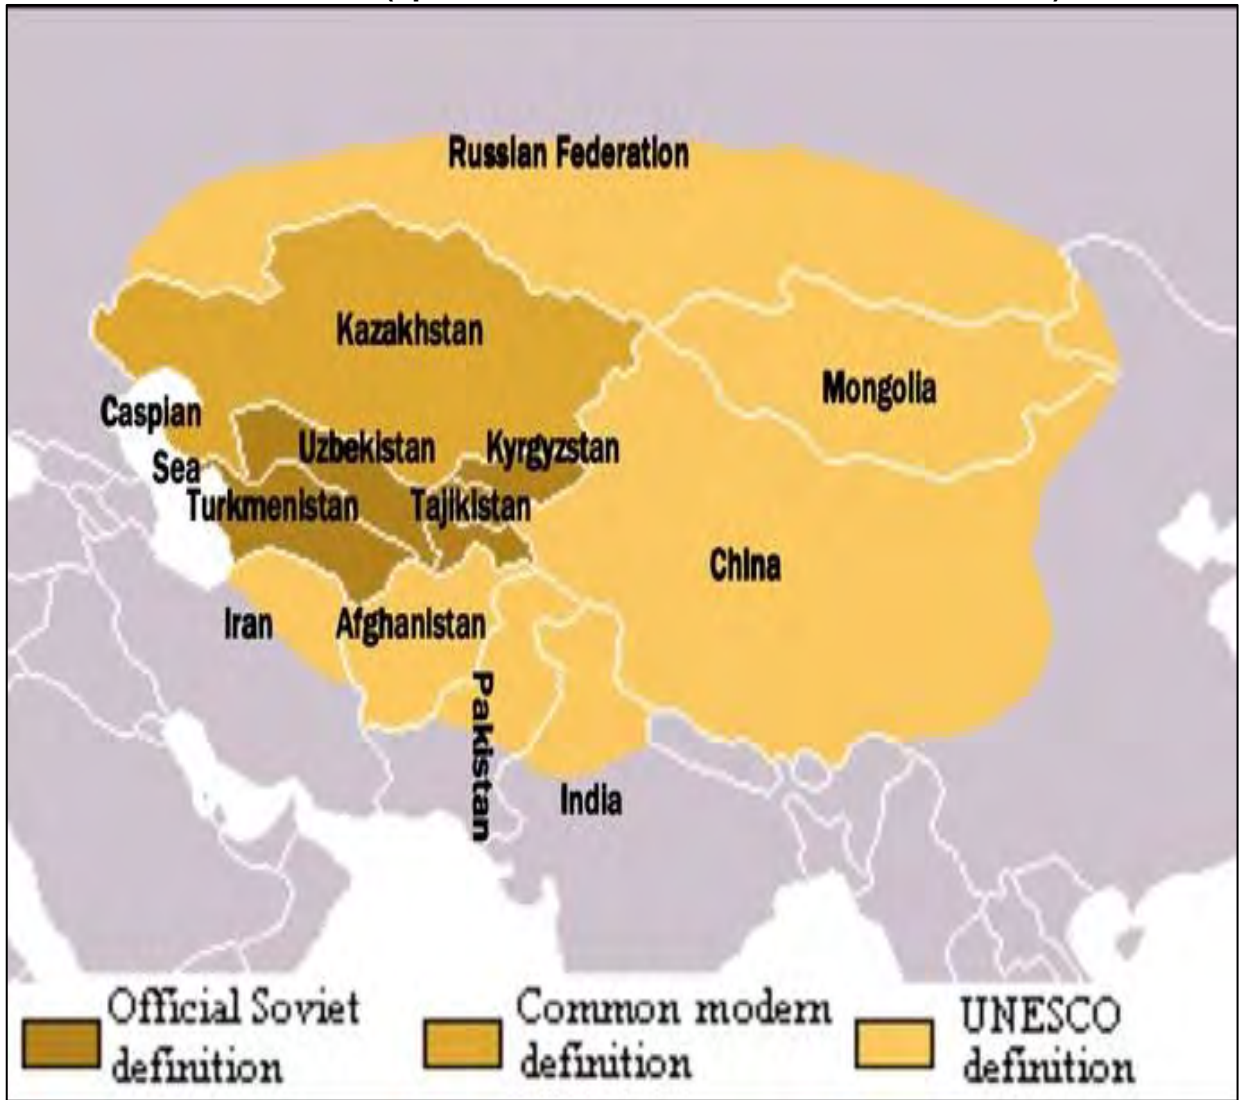 Russian Federation
Kazakhstan
Mongolia
Caspian
Sea
Uzbekistan
Kyrgyzstan
Turkmenistan
Tajikistan
China
Iran
Afghanistan
Pakistan
India
Official Soviet
definition
Common modern
definition
UNESCO
definition